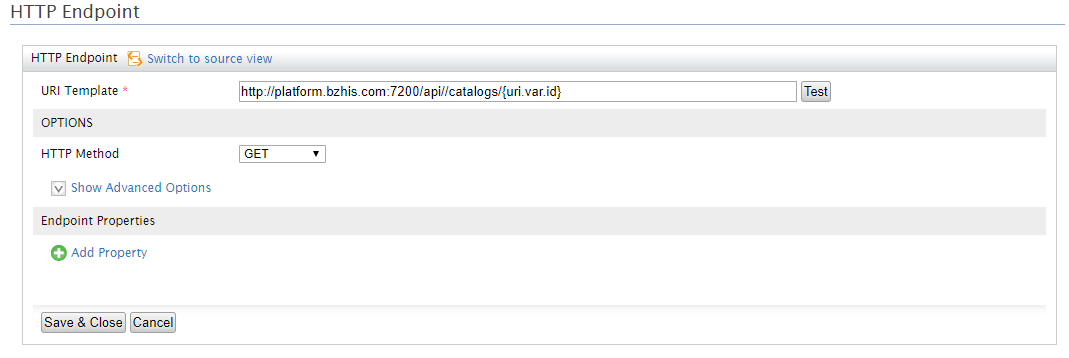 HTTP Endpoint
HTTP Endpoint Switch to source view
URI Template * http://platform.bzhis.com:7200/api//catalogs/{uri.var.id} Test
OPTIONS
HTTP Method GET
Show Advanced Options
Endpoint Properties
Add Property
Save & Close Cancel